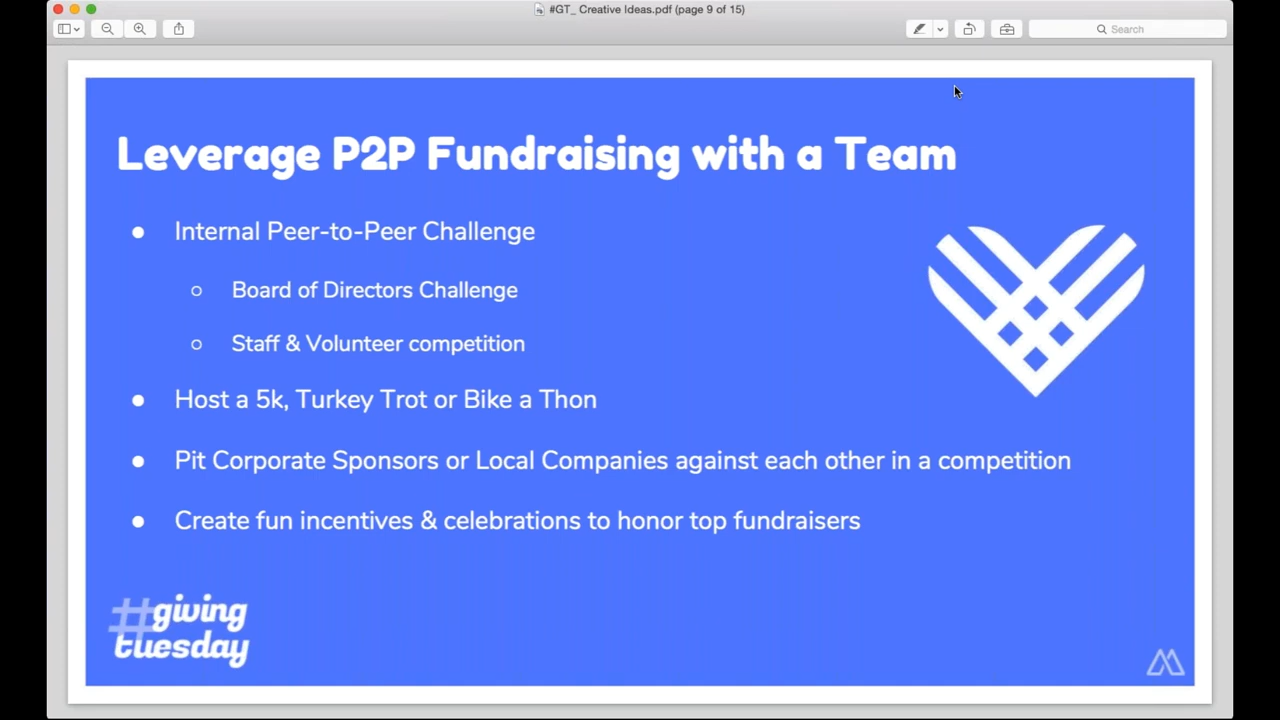 #GT_ Creative Ideas.pdf (page 9 of 15)
Search
Leverage P2P Fundraising with a Team
● Internal Peer-to-Peer Challenge
○ Board of Directors Challenge
○ Staff & Volunteer competition
● Host a 5k, Turkey Trot or Bike a Thon
● Pit Corporate Sponsors or Local Companies against each other in a competition
● Create fun incentives & celebrations to honor top fundraisers
#giving
tuesday